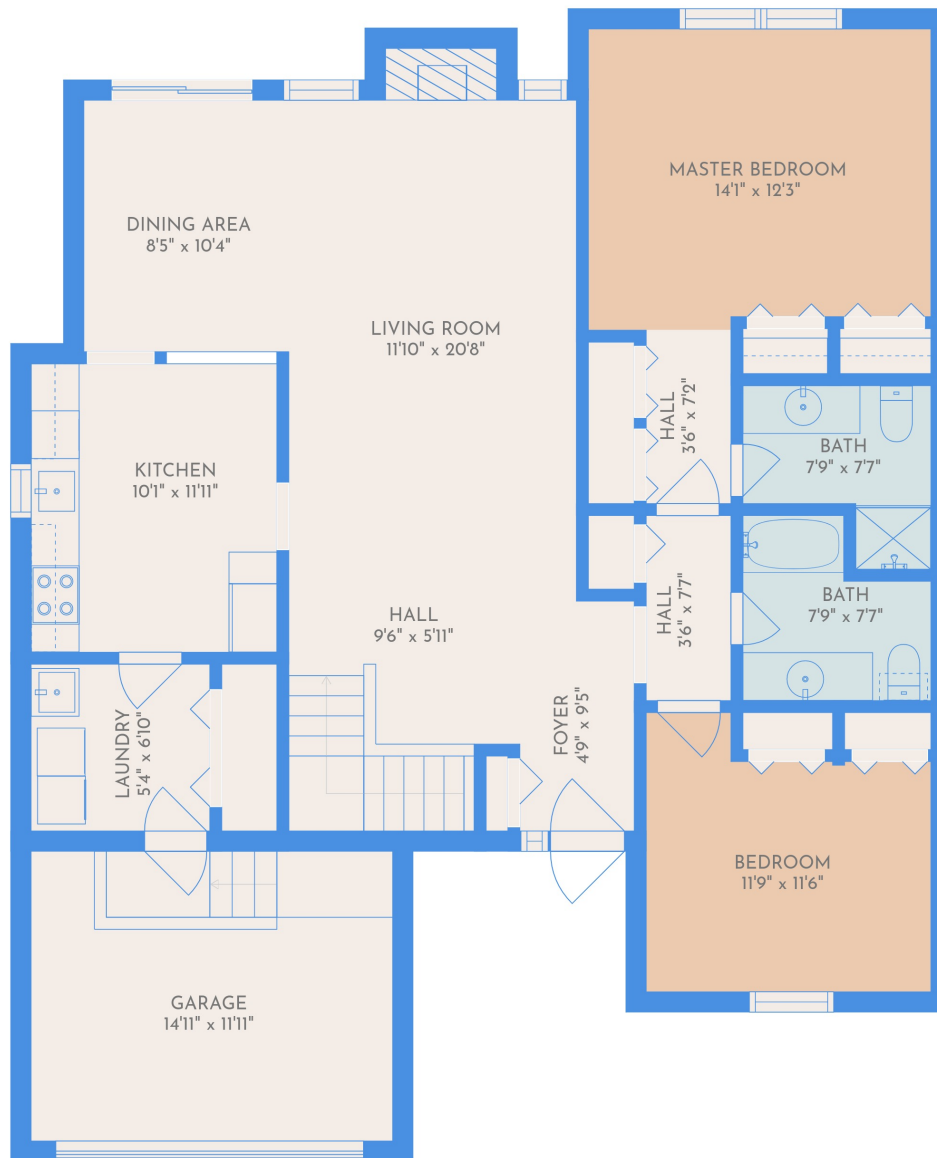 MASTER BEDROOM
14'1" x 12'3"
DINING AREA
8'5" x 10'4"
LIVING ROOM
11'10" x 20'8"
HALL
3'6" x 7'2"
BATH
7'9" x 7'7"
KITCHEN
10'1" x 11'11"
HALL
3'6" x 7'7"
BATH
7'9" x 7'7"
HALL
9'6" x 5'11"
FOYER
4'9" x 9'5"
LAUNDRY
5'4" x 6'10"
BEDROOM
11'9" x 11'6"
GARAGE
14'11" x 11'11"